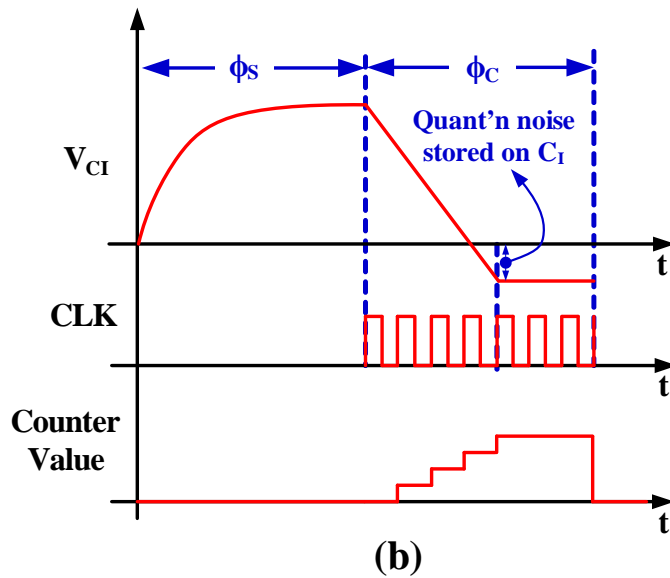 ϕS
ϕC
Quant'n noise
stored on CI
VCI
t
CLK
t
Counter
Value
t
(b)